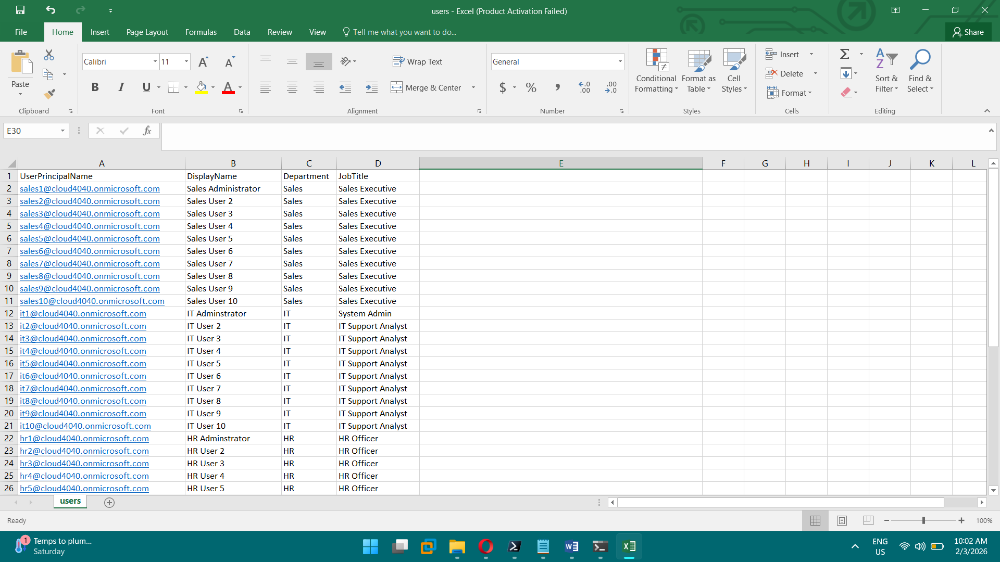 users - Excel (Product Activation Failed)
File Home Insert Page Layout Formulas Data Review View Tell me what you want to do... Share
Paste
Clipboard
Calibri 11
B I U
Font
Wrap Text
Merge & Center
Alignment
General
$ % , .0 .00 .00 .0
Number
Conditional Formatting
Format as Table
Cell Styles
Styles
Insert
Delete
Format
Cells
Sort & Filter
Find & Select
Editing
E30 fx
A B C D E F G H I J K L
1 UserPrincipalName DisplayName Department JobTitle
2 sales1@cloud4040.onmicrosoft.com Sales Administrator Sales Sales Executive
3 sales2@cloud4040.onmicrosoft.com Sales User 2 Sales Sales Executive
4 sales3@cloud4040.onmicrosoft.com Sales User 3 Sales Sales Executive
5 sales4@cloud4040.onmicrosoft.com Sales User 4 Sales Sales Executive
6 sales5@cloud4040.onmicrosoft.com Sales User 5 Sales Sales Executive
7 sales6@cloud4040.onmicrosoft.com Sales User 6 Sales Sales Executive
8 sales7@cloud4040.onmicrosoft.com Sales User 7 Sales Sales Executive
9 sales8@cloud4040.onmicrosoft.com Sales User 8 Sales Sales Executive
10 sales9@cloud4040.onmicrosoft.com Sales User 9 Sales Sales Executive
11 sales10@cloud4040.onmicrosoft.com Sales User 10 Sales Sales Executive
12 it1@cloud4040.onmicrosoft.com IT Adminstrator IT System Admin
13 it2@cloud4040.onmicrosoft.com IT User 2 IT IT Support Analyst
14 it3@cloud4040.onmicrosoft.com IT User 3 IT IT Support Analyst
15 it4@cloud4040.onmicrosoft.com IT User 4 IT IT Support Analyst
16 it5@cloud4040.onmicrosoft.com IT User 5 IT IT Support Analyst
17 it6@cloud4040.onmicrosoft.com IT User 6 IT IT Support Analyst
18 it7@cloud4040.onmicrosoft.com IT User 7 IT IT Support Analyst
19 it8@cloud4040.onmicrosoft.com IT User 8 IT IT Support Analyst
20 it9@cloud4040.onmicrosoft.com IT User 9 IT IT Support Analyst
21 it10@cloud4040.onmicrosoft.com IT User 10 IT IT Support Analyst
22 hr1@cloud4040.onmicrosoft.com HR Adminstrator HR HR Officer
23 hr2@cloud4040.onmicrosoft.com HR User 2 HR HR Officer
24 hr3@cloud4040.onmicrosoft.com HR User 3 HR HR Officer
25 hr4@cloud4040.onmicrosoft.com HR User 4 HR HR Officer
26 hr5@cloud4040.onmicrosoft.com HR User 5 HR HR Officer
users
Ready 100%
1 Temps to plum...
Saturday
ENG
US
10:02 AM
2/3/2026